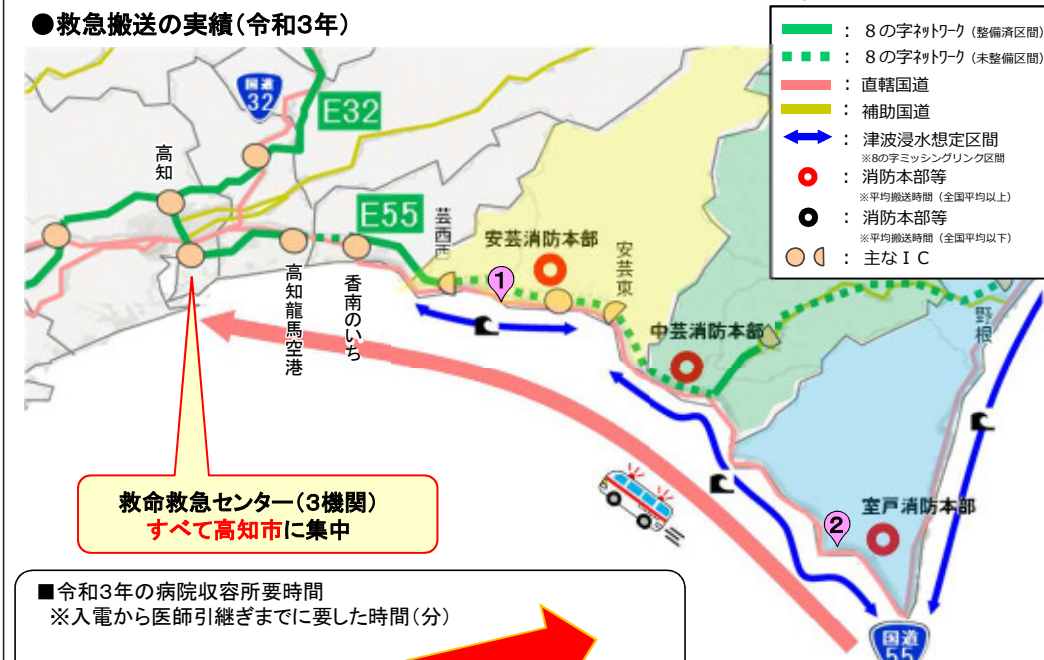 ●救急搬送の実績(令和3年)
： 8の字ネットワーク (整備済区間)
： 8の字ネットワーク (未整備区間)
： 直轄国道
： 補助国道
： 津波浸水想定区間
※8の字ミッシングリンク区間
： 消防本部等
※平均搬送時間（全国平均以上）
： 消防本部等
※平均搬送時間（全国平均以下）
： 主なＩＣ
国道
32
E32
高知
E55
芸西西
安芸消防本部
安芸東
1
高知龍馬空港
香南のいち
中芸消防本部
野根
救命救急センター(3機関)
すべて高知市に集中
室戸消防本部
2
国道
55
■令和3年の病院収容所要時間
※入電から医師引継ぎまでに要した時間(分)